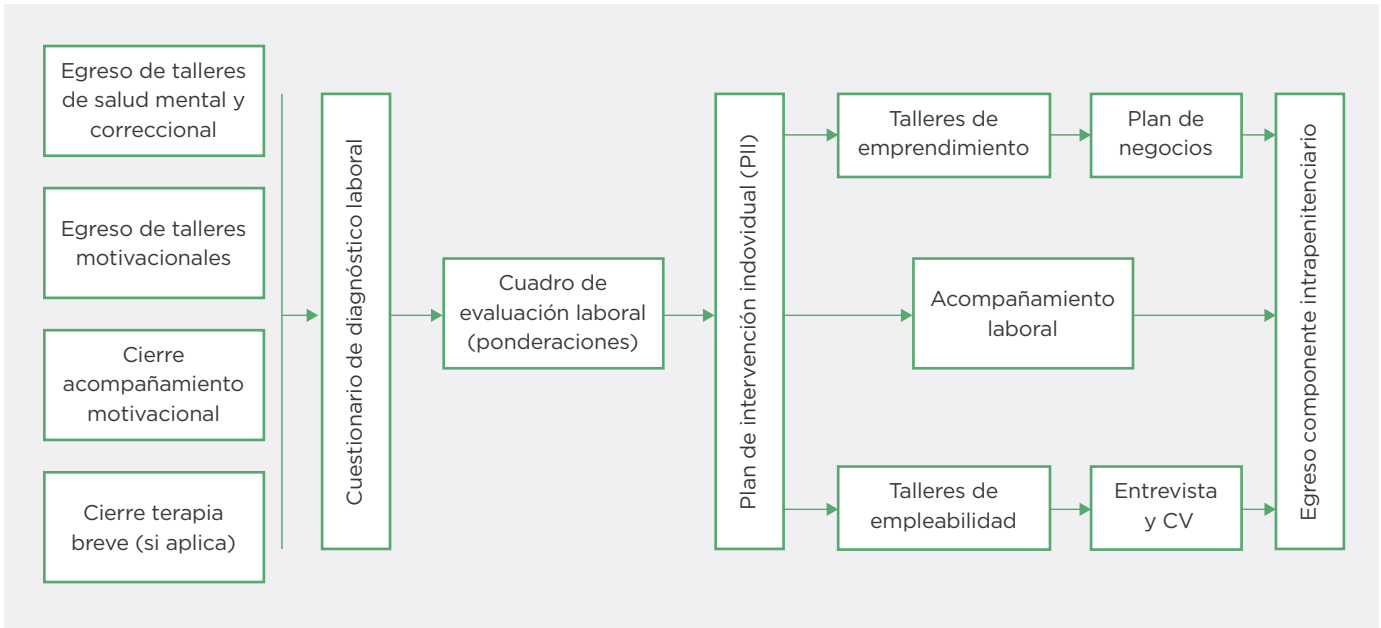 Egreso de talleres
de salud mental y
correccional
Egreso de talleres
motivacionales
Cierre
acompañamiento
motivacional
Cierre terapia
breve (si aplica)
Cuestionario de diagnóstico laboral
Cuadro de
evaluación laboral
(ponderaciones)
Plan de intervención indovidual (PII)
Talleres de
emprendimiento
Plan de
negocios
Acompañamiento
laboral
Talleres de
empleabilidad
Entrevista
y CV
Egreso componente intrapenitenciario